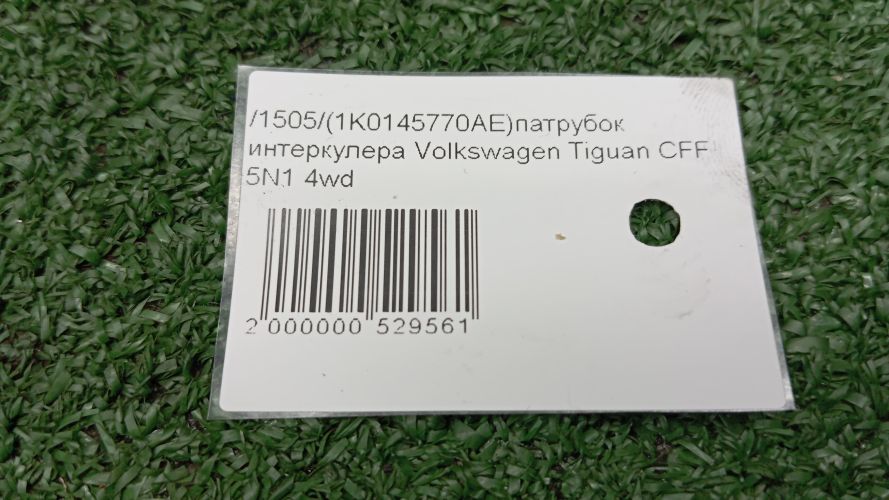 /1505/(1K0145770AE)патрубок
интеркулера Volkswagen Tiguan CFF
5N1 4wd
2 000000 529561